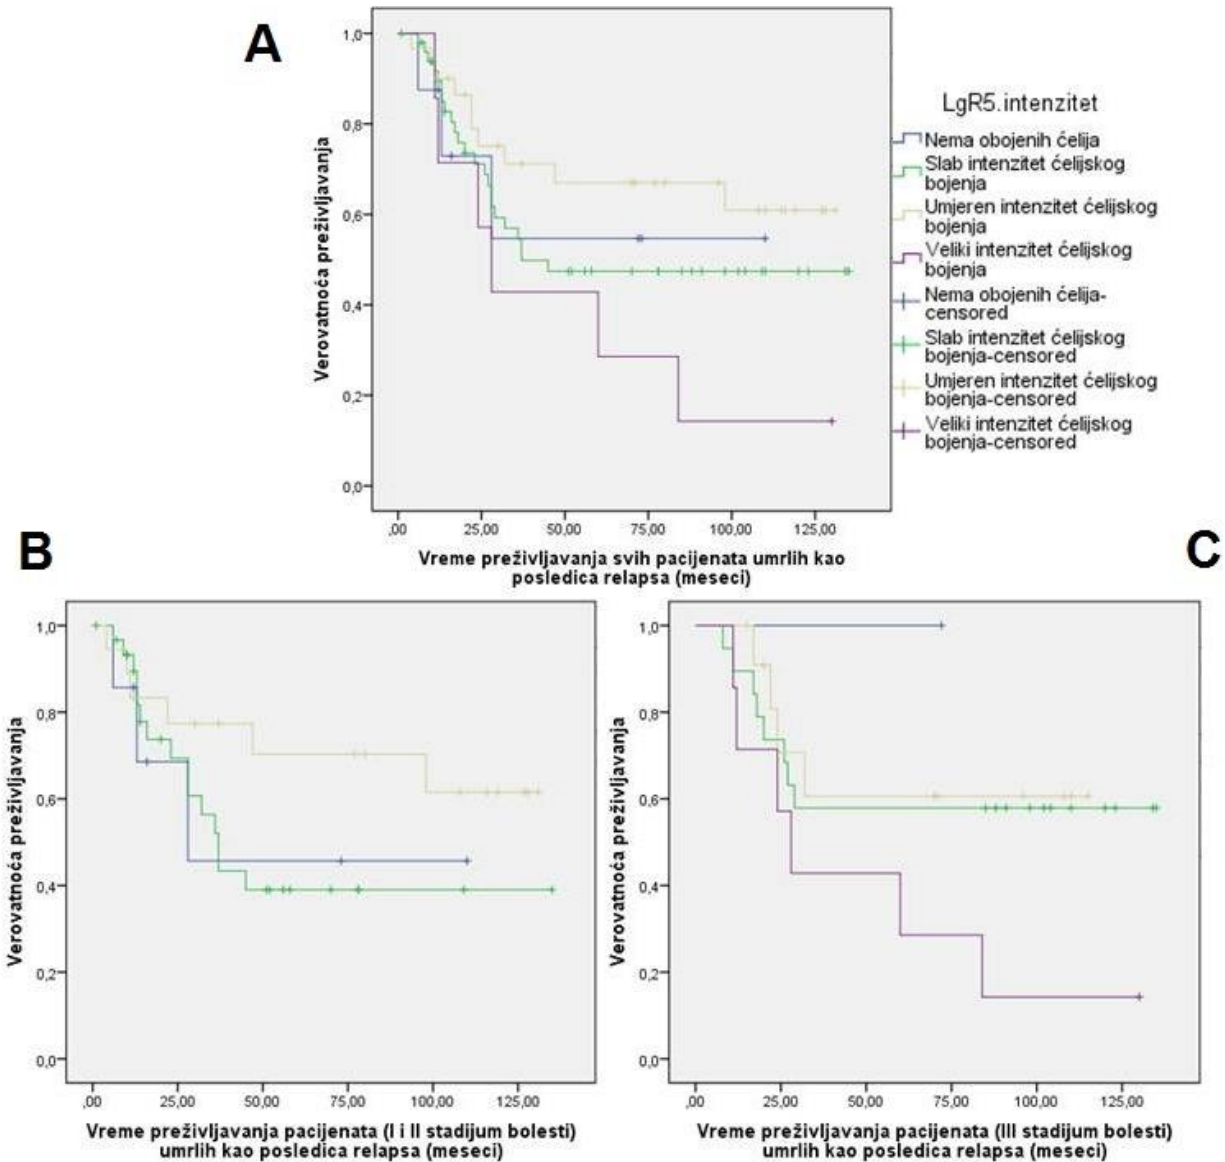 A
1,0
0,8
0,6
0,4
0,2
0,0
Verovatnoća preživljavanja
,00 25,00 50,00 75,00 100,00 125,00
Vreme preživljavanja svih pacijenata umrlih kao
posledica relapsa (meseci)
LgR5.intenzitet
Nema obojenih ćelija
Slab intenzitet ćelijskog
bojenja
Umjeren intenzitet ćelijskog
bojenja
Veliki intenzitet ćelijskog
bojenja
Nema obojenih ćelija-
censored
Slab intenzitet ćelijskog
bojenja-censored
Umjeren intenzitet ćelijskog
bojenja-censored
Veliki intenzitet ćelijskog
bojenja-censored
B
1,0
0,8
0,6
0,4
0,2
0,0
Verovatnoća preživljavanja
,00 25,00 50,00 75,00 100,00 125,00
Vreme preživljavanja pacijenata (I i II stadijum bolesti)
umrlih kao posledica relapsa (meseci)
C
1,0
0,8
0,6
0,4
0,2
0,0
Verovatnoća preživljavanja
,00 25,00 50,00 75,00 100,00 125,00
Vreme preživljavanja pacijenata (III stadijum bolesti)
umrlih kao posledica relapsa (meseci)